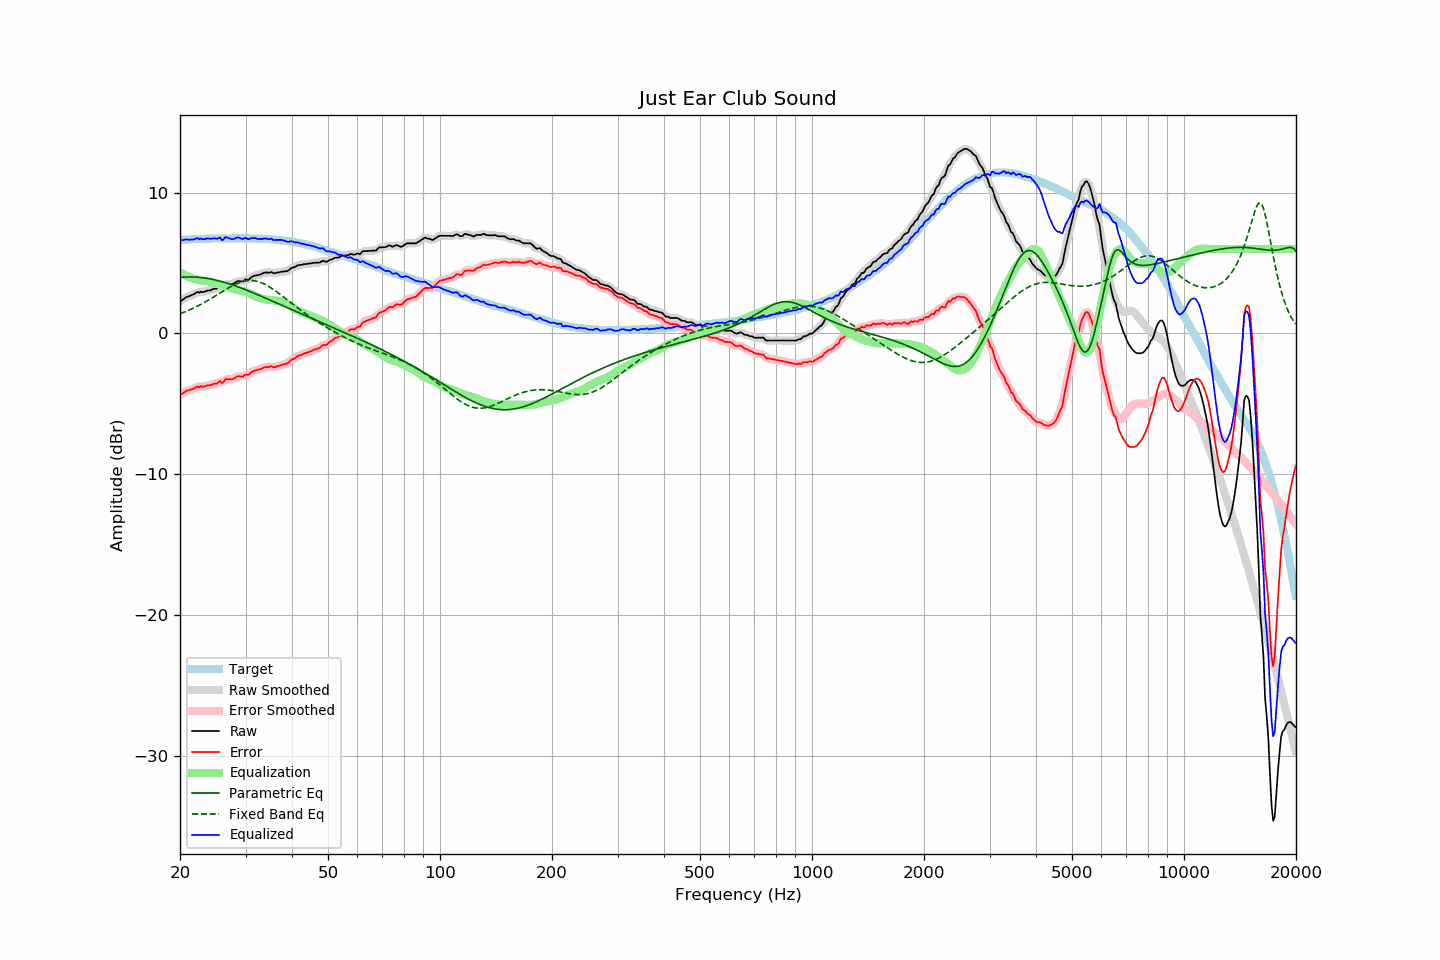 Just Ear Club Sound
Amplitude (dBr)
10
0
−10
−20
−30
Target
Raw Smoothed
Error Smoothed
Raw
Error
Equalization
Parametric Eq
Fixed Band Eq
Equalized
20 50 100 200 500 1000 2000 5000 10000 20000
Frequency (Hz)